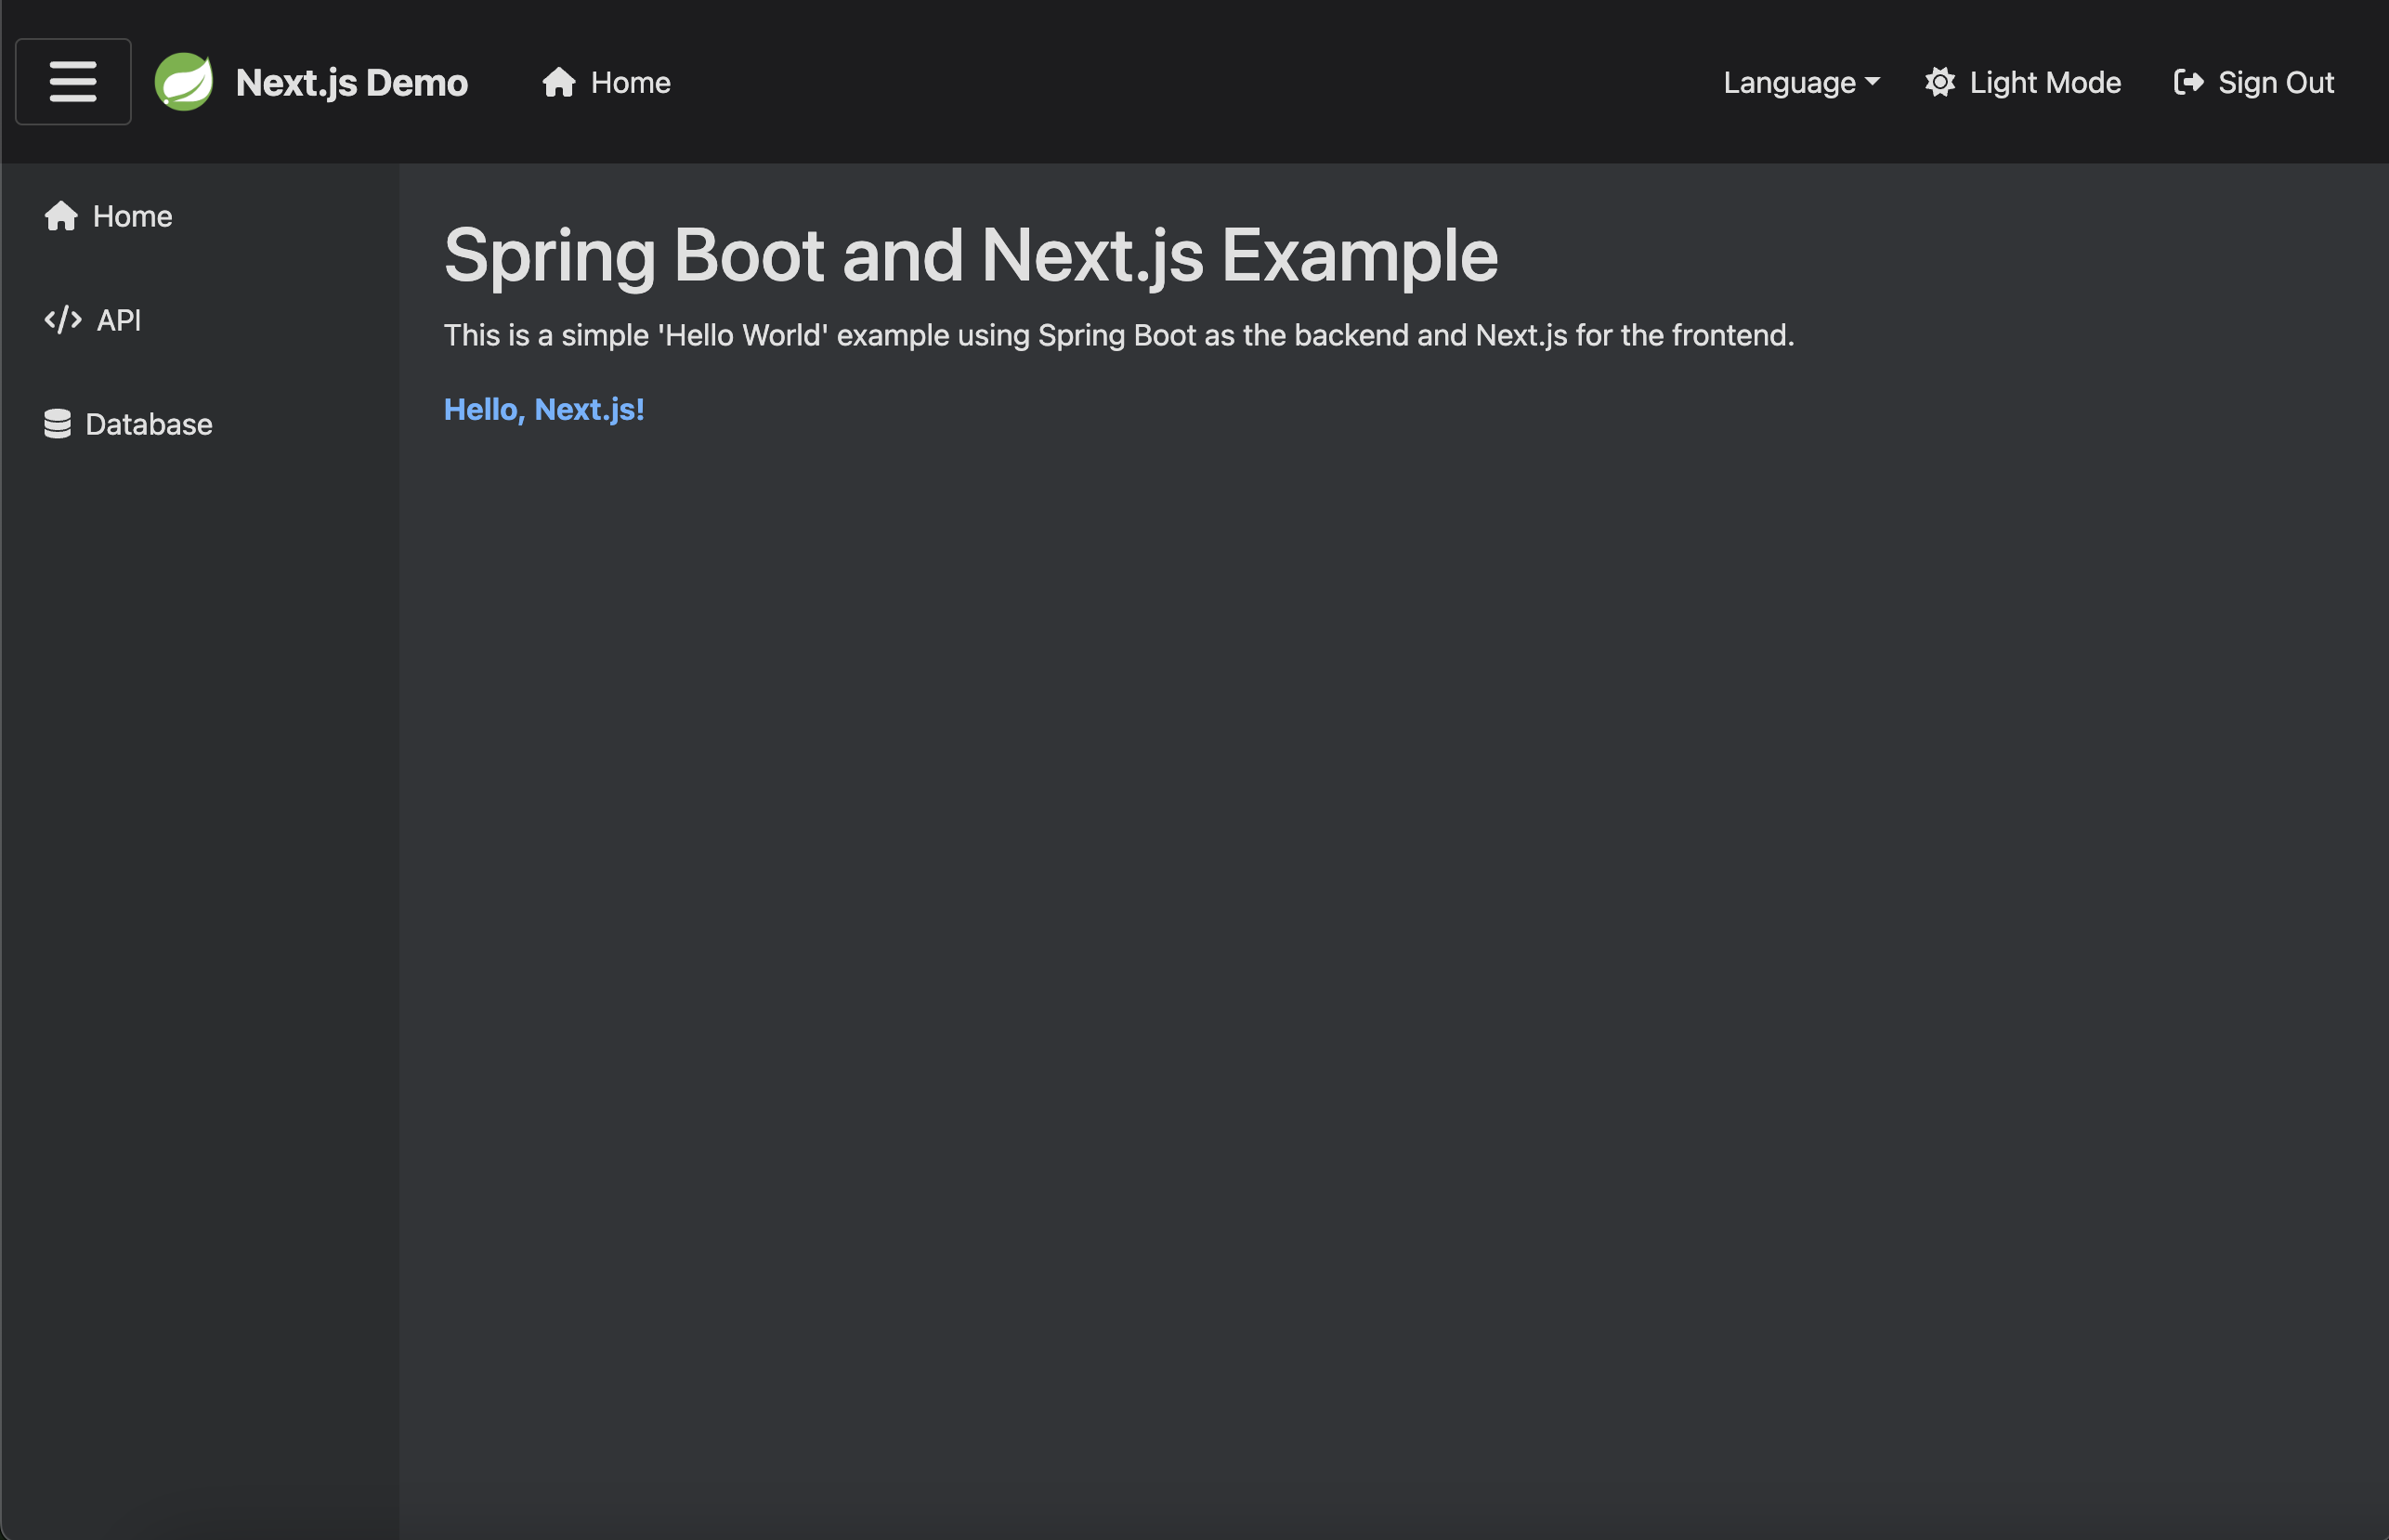 Next.js Demo
Home
Language
Light Mode
Sign Out
Home
API
Database
Spring Boot and Next.js Example
This is a simple 'Hello World' example using Spring Boot as the backend and Next.js for the frontend.
Hello, Next.js!